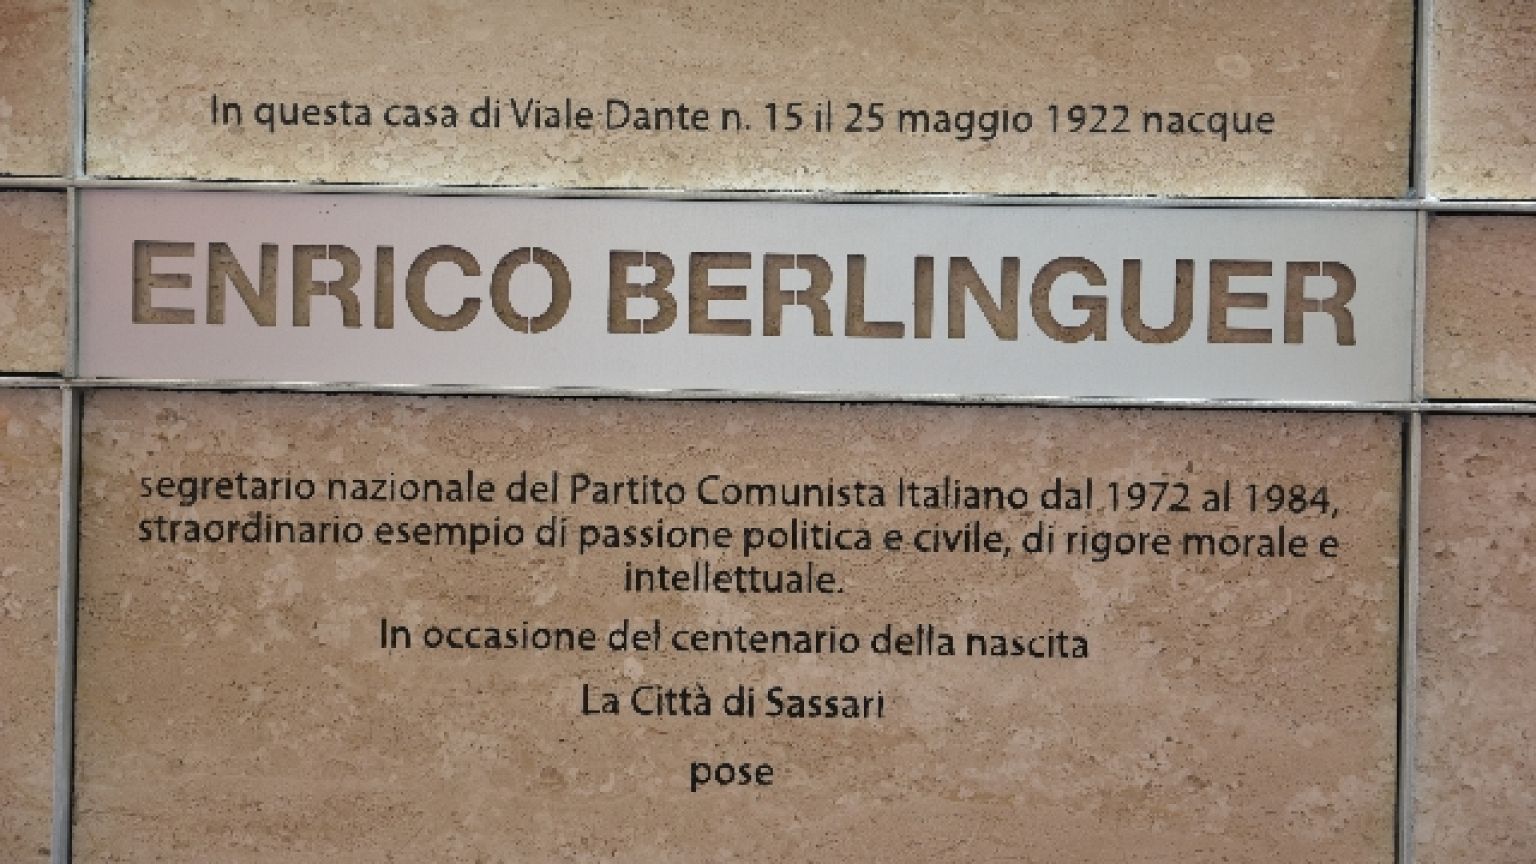 In questa casa di Viale Dante n. 15 il 25 maggio 1922 nacque
ENRICO BERLINGUER
segretario nazionale del Partito Comunista Italiano dal 1972 al 1984,
straordinario esempio di passione politica e civile, di rigore morale e
intellettuale.
In occasione del centenario della nascita
La Città di Sassari
pose